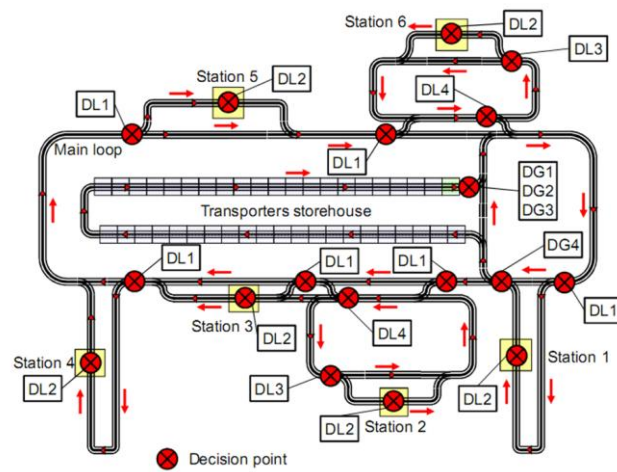 Station 6
DL2
DL3
Station 5
DL2
DL4
DL1
DL1
Main loop
DG1
DG2
DG3
Transporters storehouse
DG4
DL1
DL1
DL1
DL1
Station 3
DL2
DL4
Station 4
DL2
Station 1
DL3
DL2
DL2
Station 2
Decision point